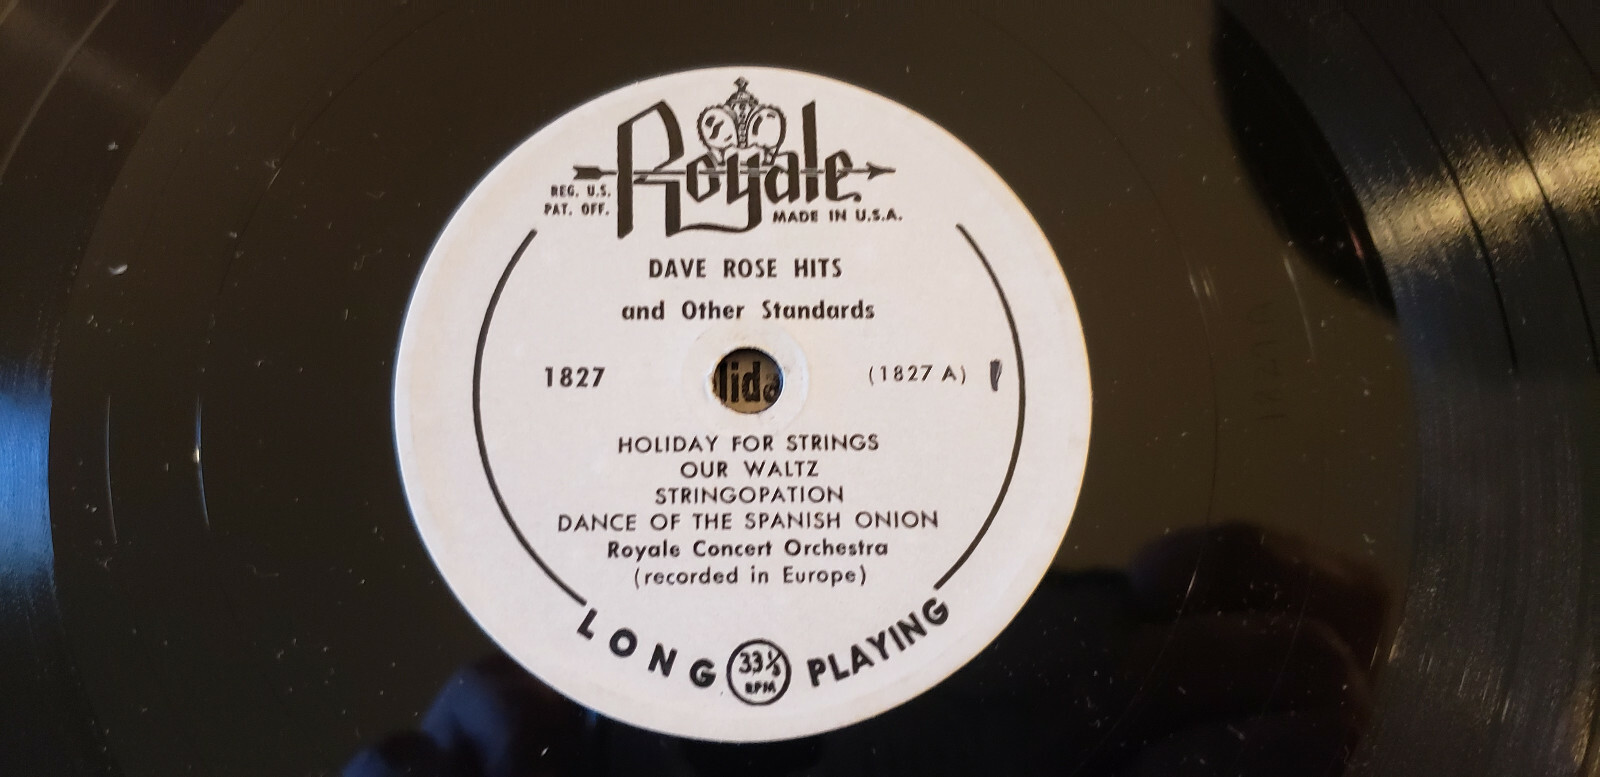 Royale
REG. U.S.
PAT. OFF.
MADE IN U.S.A.
DAVE ROSE HITS
and Other Standards
1827
(1827 A)
lida
HOLIDAY FOR STRINGS
OUR WALTZ
STRINGOPATION
DANCE OF THE SPANISH ONION
Royale Concert Orchestra
(recorded in Europe)
LONG 33⅓ RPM PLAYING